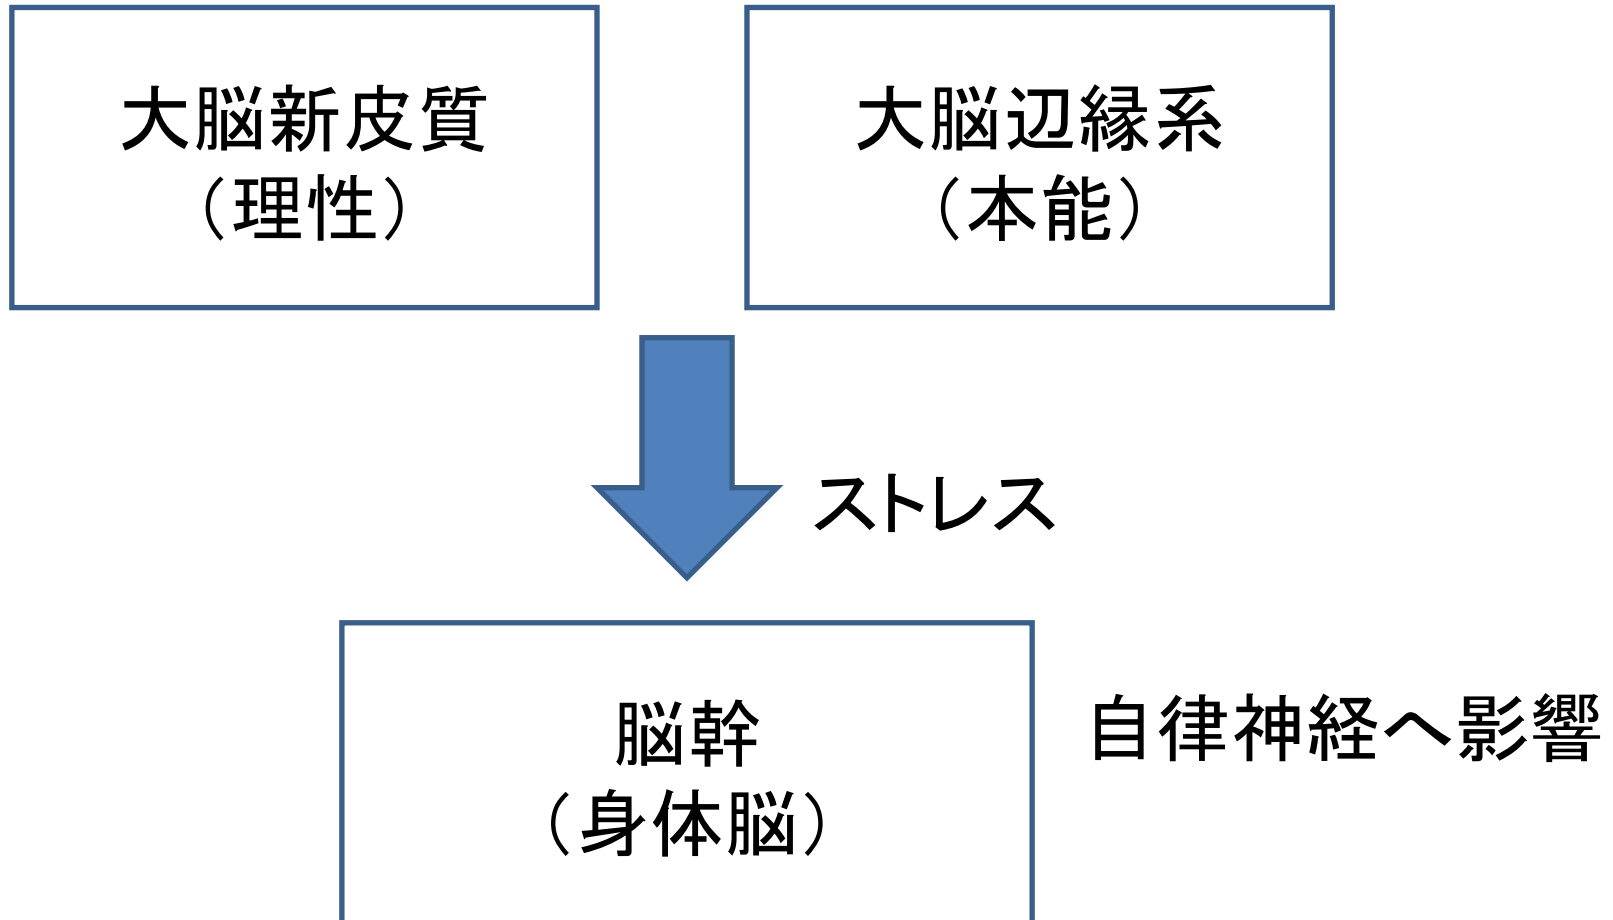 大脳新皮質
（理性）
大脳辺縁系
（本能）
ストレス
脳幹
（身体脳）
自律神経へ影響